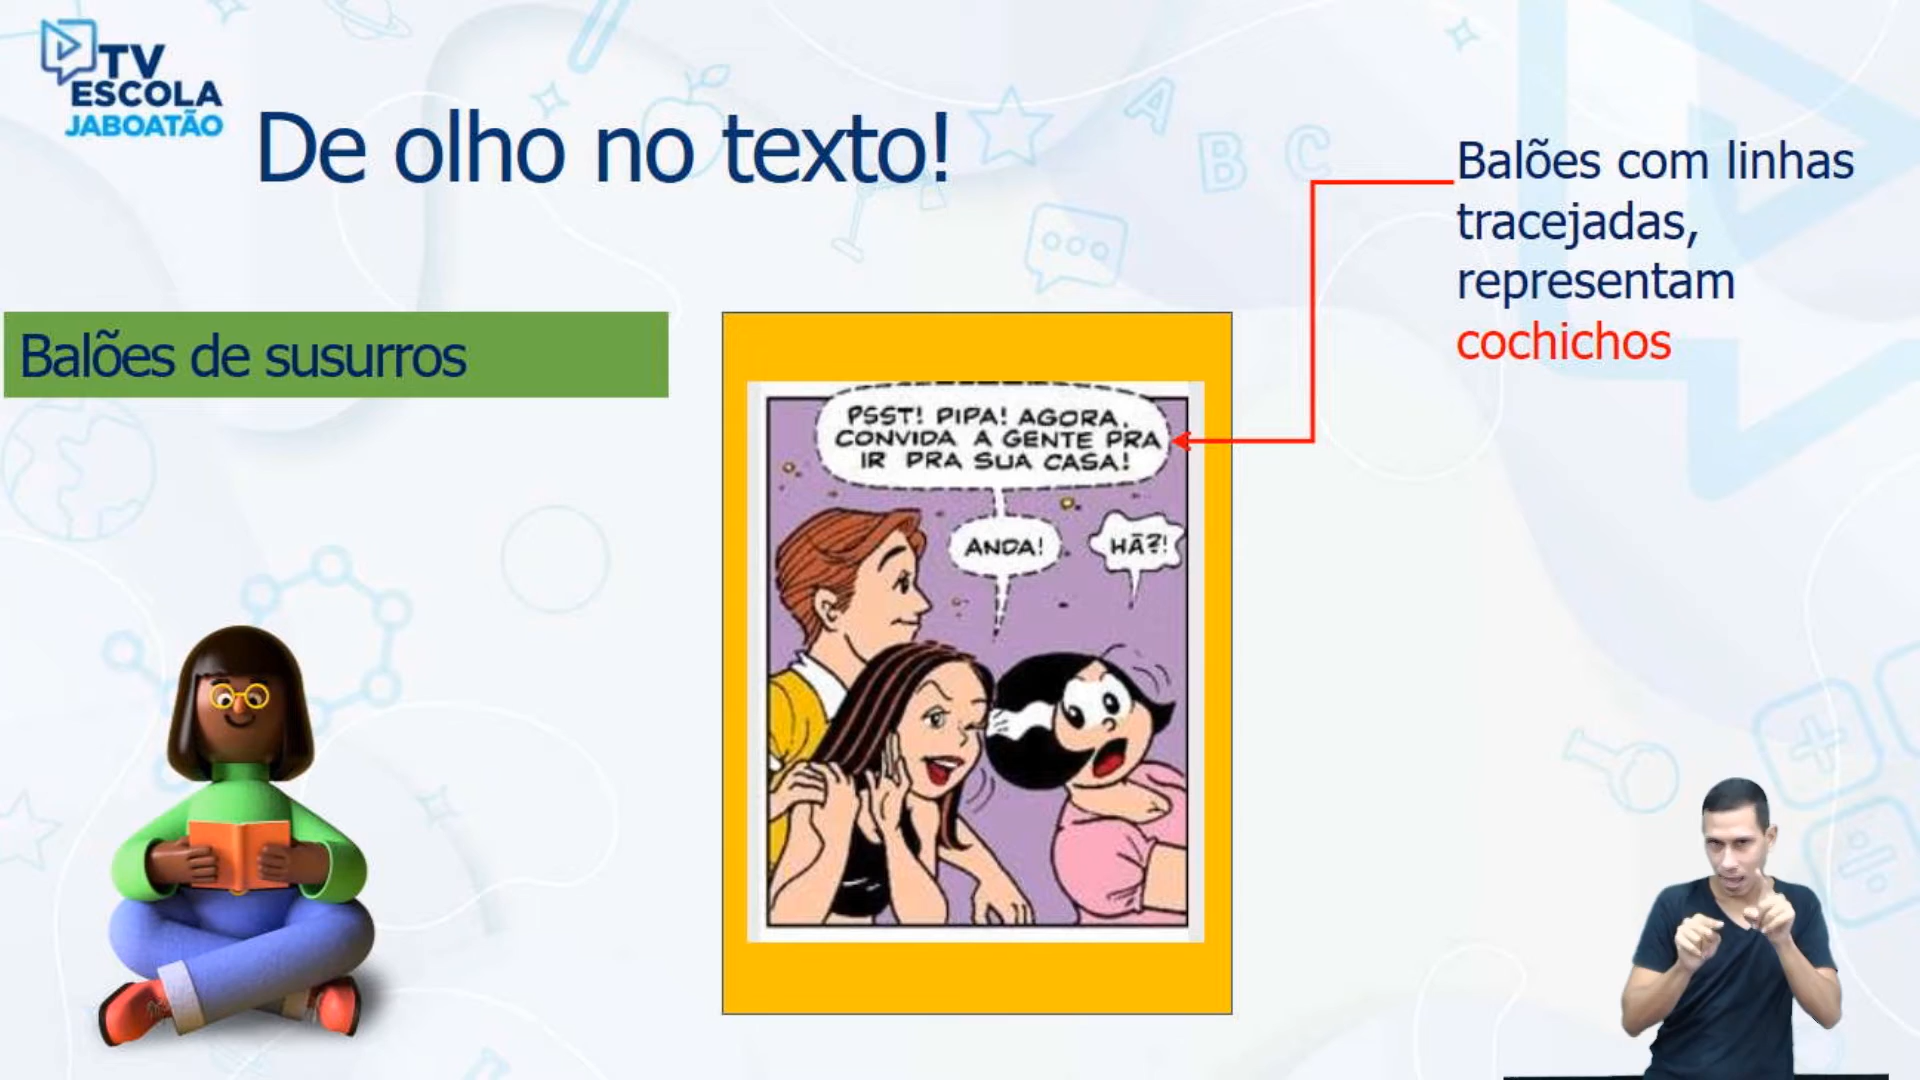 TV
ESCOLA
JABOATÃO
De olho no texto!
Balões com linhas
tracejadas,
representam
cochichos
Balões de susurros
PSST! PIPA! AGORA,
CONVIDA A GENTE PRA
IR PRA SUA CASA!
ANDA!
HÃ?!
A
B C